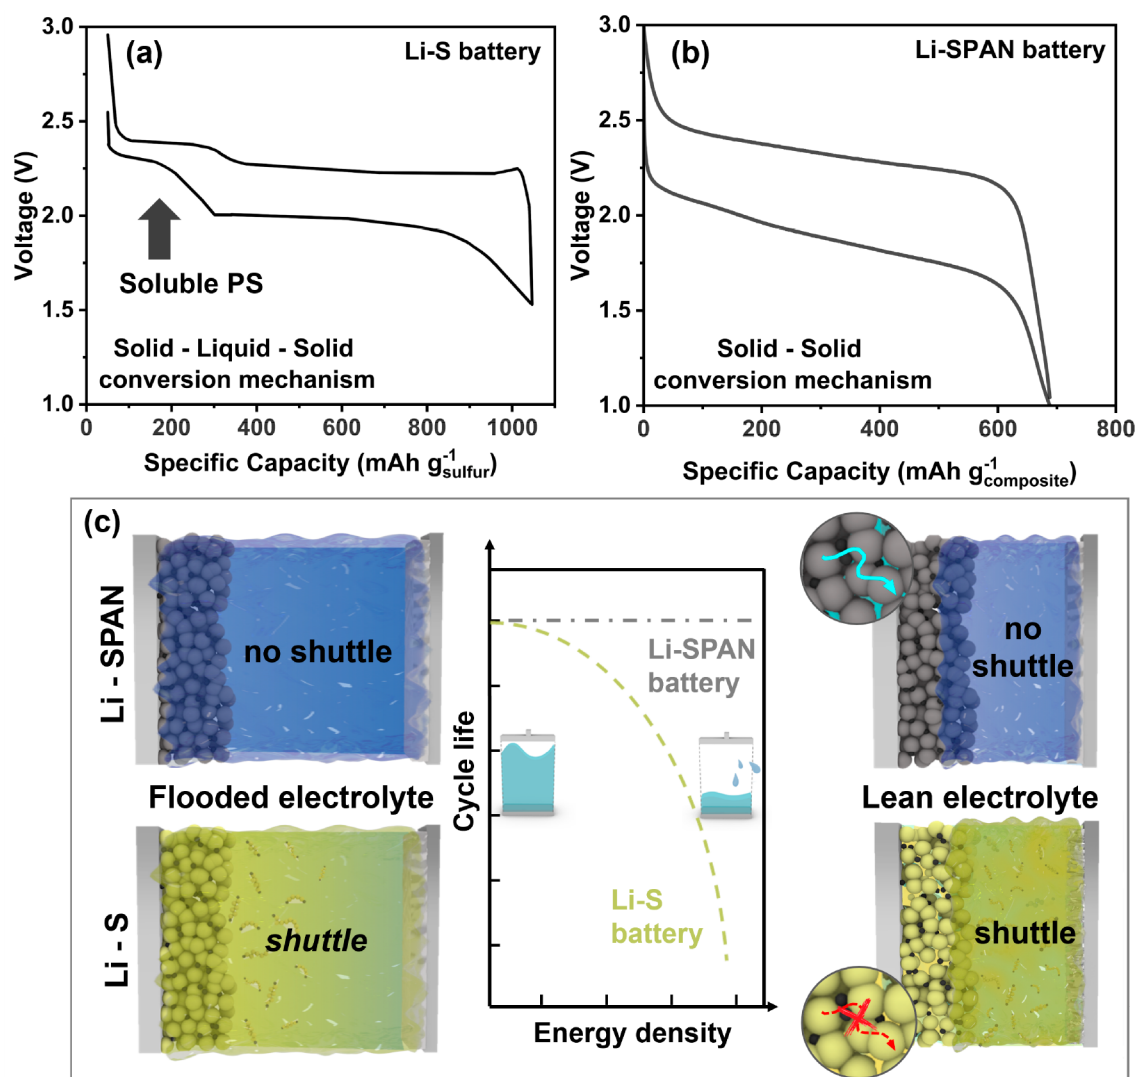 (a)
Li-S battery
3.0
2.5
2.0
1.5
1.0
Voltage (V)
Soluble PS
Solid - Liquid - Solid
conversion mechanism
0 200 400 600 800 1000
Specific Capacity (mAh g⁻¹sulfur)
(b)
Li-SPAN battery
3.0
2.5
2.0
1.5
1.0
Voltage (V)
Solid - Solid
conversion mechanism
0 200 400 600 800
Specific Capacity (mAh g⁻¹composite)
(c)
Li - SPAN
no shuttle
Flooded electrolyte
Li - S
shuttle
Cycle life
Li-SPAN
battery
Li-S
battery
Energy density
no
shuttle
Lean electrolyte
shuttle